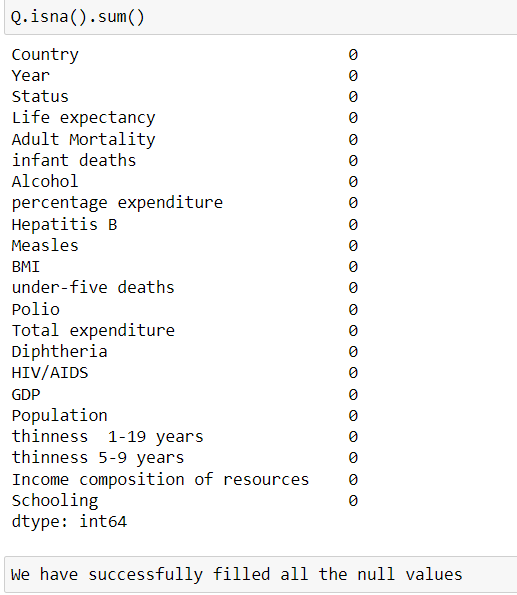 Q.isna().sum()
Country 0
Year 0
Status 0
Life expectancy 0
Adult Mortality 0
infant deaths 0
Alcohol 0
percentage expenditure 0
Hepatitis B 0
Measles 0
BMI 0
under-five deaths 0
Polio 0
Total expenditure 0
Diphtheria 0
HIV/AIDS 0
GDP 0
Population 0
thinness  1-19 years 0
thinness 5-9 years 0
Income composition of resources 0
Schooling 0
dtype: int64
We have successfully filled all the null values